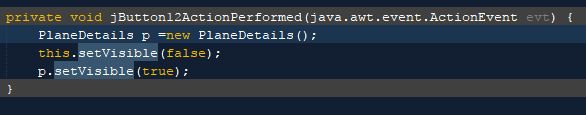 private void jButton12ActionPerformed(java.awt.event.ActionEvent evt) {
PlaneDetails p =new PlaneDetails();
this.setVisible(false);
p.setVisible(true);
}